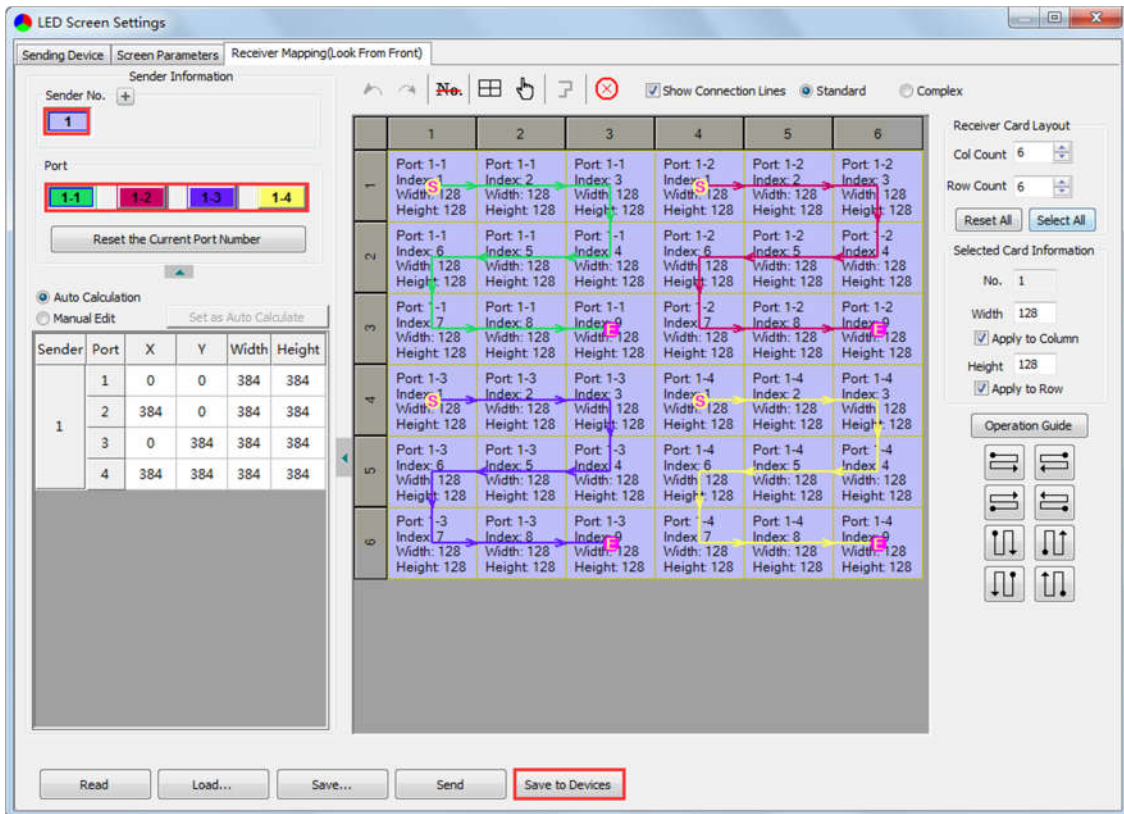 LED Screen Settings
Sending Device Screen Parameters Receiver Mapping(Look From Front)
Sender Information
Sender No. +
1
Port
1-1 1-2 1-3 1-4
Reset the Current Port Number
Auto Calculation
Manual Edit Set as Auto Calculate
Sender Port X Y Width Height
1
1 0 0 384 384
2 384 0 384 384
3 0 384 384 384
4 384 384 384 384
No. Show Connection Lines Standard Complex
1 2 3 4 5 6
1
Port: 1-1 Port: 1-1 Port: 1-1 Port: 1-2 Port: 1-2 Port: 1-2
Index: 1 Index: 2 Index: 3 Index: 1 Index: 2 Index: 3
S S
Width: 128 Width: 128 Width: 128 Width: 128 Width: 128 Width: 128
Height: 128 Height: 128 Height: 128 Height: 128 Height: 128 Height: 128
2
Port: 1-1 Port: 1-1 Port: 1-1 Port: 1-2 Port: 1-2 Port: 1-2
Index: 6 Index: 5 Index: 4 Index: 6 Index: 5 Index: 4
Width: 128 Width: 128 Width: 128 Width: 128 Width: 128 Width: 128
Height: 128 Height: 128 Height: 128 Height: 128 Height: 128 Height: 128
3
Port: 1-1 Port: 1-1 Port: 1-1 Port: 1-2 Port: 1-2 Port: 1-2
Index: 7 Index: 8 Index: 9 Index: 7 Index: 8 Index: 9
E E
Width: 128 Width: 128 Width: 128 Width: 128 Width: 128 Width: 128
Height: 128 Height: 128 Height: 128 Height: 128 Height: 128 Height: 128
4
Port: 1-3 Port: 1-3 Port: 1-3 Port: 1-4 Port: 1-4 Port: 1-4
Index: 1 Index: 2 Index: 3 Index: 1 Index: 2 Index: 3
S S
Width: 128 Width: 128 Width: 128 Width: 128 Width: 128 Width: 128
Height: 128 Height: 128 Height: 128 Height: 128 Height: 128 Height: 128
5
Port: 1-3 Port: 1-3 Port: 1-3 Port: 1-4 Port: 1-4 Port: 1-4
Index: 6 Index: 5 Index: 4 Index: 6 Index: 5 Index: 4
Width: 128 Width: 128 Width: 128 Width: 128 Width: 128 Width: 128
Height: 128 Height: 128 Height: 128 Height: 128 Height: 128 Height: 128
6
Port: 1-3 Port: 1-3 Port: 1-3 Port: 1-4 Port: 1-4 Port: 1-4
Index: 7 Index: 8 Index: 9 Index: 7 Index: 8 Index: 9
E E
Width: 128 Width: 128 Width: 128 Width: 128 Width: 128 Width: 128
Height: 128 Height: 128 Height: 128 Height: 128 Height: 128 Height: 128
Receiver Card Layout
Col Count 6
Row Count 6
Reset All Select All
Selected Card Information
No. 1
Width 128
Apply to Column
Height 128
Apply to Row
Operation Guide
Read Load... Save... Send Save to Devices